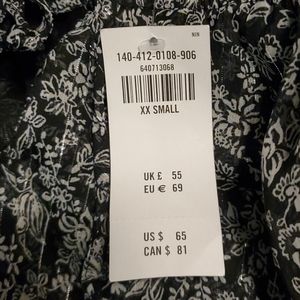 NIN
140-412-0108-906
640713068
XX SMALL
UK £ 55
EU € 69
US $ 65
CAN $ 81